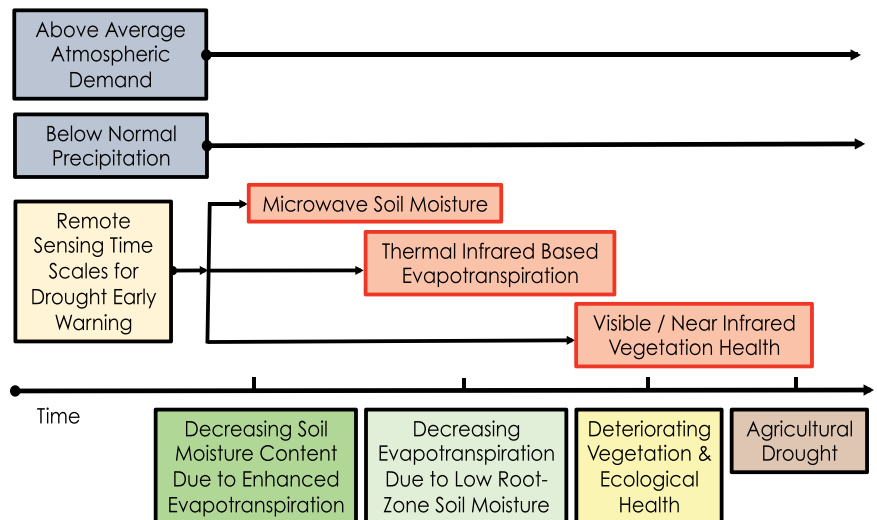 Above Average
Atmospheric
Demand
Below Normal
Precipitation
Remote
Sensing Time
Scales for
Drought Early
Warning
Microwave Soil Moisture
Thermal Infrared Based
Evapotranspiration
Visible / Near Infrared
Vegetation Health
Time
Decreasing Soil
Moisture Content
Due to Enhanced
Evapotranspiration
Decreasing
Evapotranspiration
Due to Low Root-
Zone Soil Moisture
Deteriorating
Vegetation &
Ecological
Health
Agricultural
Drought